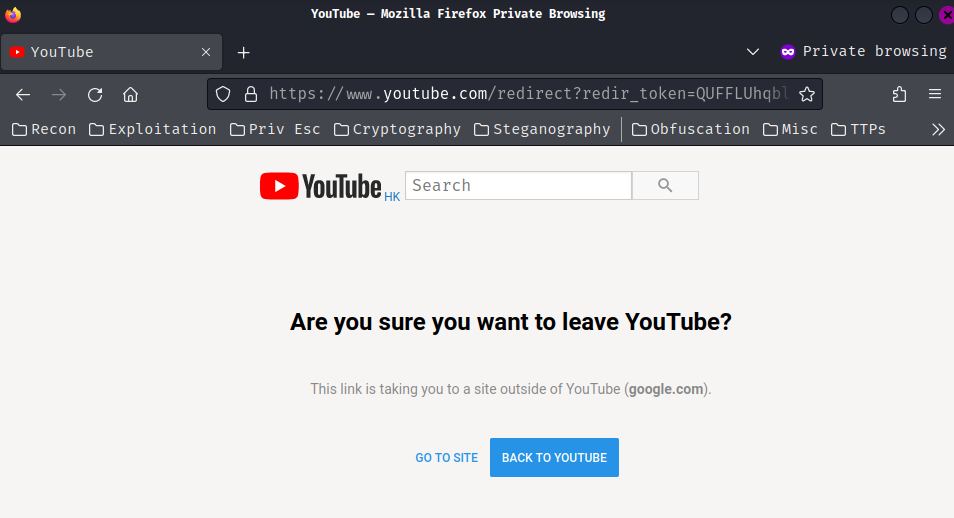 YouTube — Mozilla Firefox Private Browsing
YouTube
Private browsing
https://www.youtube.com/redirect?redir_token=QUFFLUhqbl
Recon Exploitation Priv Esc Cryptography Steganography Obfuscation Misc TTPs
YouTube HK Search
Are you sure you want to leave YouTube?
This link is taking you to a site outside of YouTube (google.com).
GO TO SITE BACK TO YOUTUBE